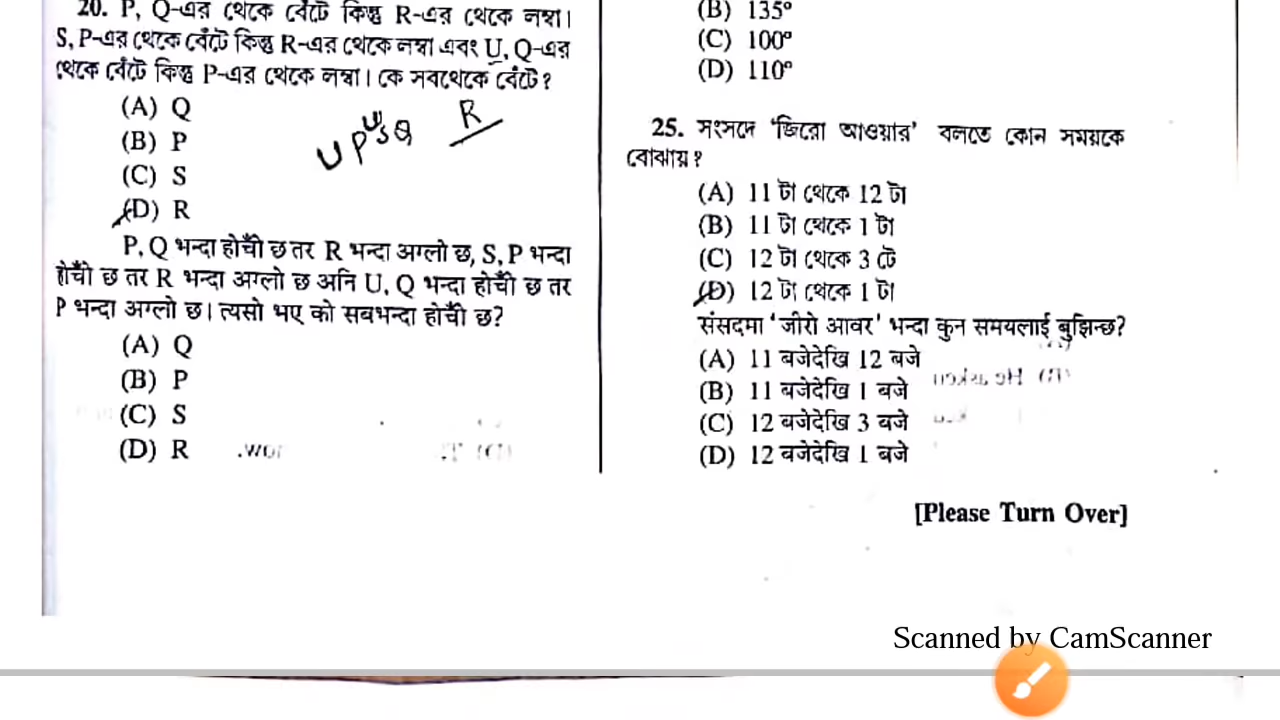 20. P, Q-এর থেকে বেঁটে কিন্তু R-এর থেকে লম্বা।
S, P-এর থেকে বেঁটে কিন্তু R-এর থেকে লম্বা এবং U, Q-এর
থেকে বেঁটে কিন্তু P-এর থেকে লম্বা। কে সবথেকে বেঁটে?
(A) Q
(B) P
(C) S
(D) R
U P U S Q R
P, Q भन्दा होचौँ छ तर R भन्दा अग्लो छ, S, P भन्दा
होचौँ छ तर R भन्दा अग्लो छ अनि U, Q भन्दा होचौँ छ तर
P भन्दा अग्लो छ। त्यसो भए को सबभन्दा होचौँ छ?
(A) Q
(B) P
(C) S
(D) R
(B) 135°
(C) 100°
(D) 110°
25. সংসদে ‘জিরো আওয়ার’ বলতে কোন সময়কে
বোঝায়?
(A) 11 টা থেকে 12 টা
(B) 11 টা থেকে 1 টা
(C) 12 টা থেকে 3 টে
(D) 12 টা থেকে 1 টা
संसदमा ‘जीरो आवर’ भन्दा कुन समयलाई बुझिन्छ?
(A) 11 बजेदेखि 12 बजे
(B) 11 बजेदेखि 1 बजे
(C) 12 बजेदेखि 3 बजे
(D) 12 बजेदेखि 1 बजे
[Please Turn Over]
Scanned by CamScanner